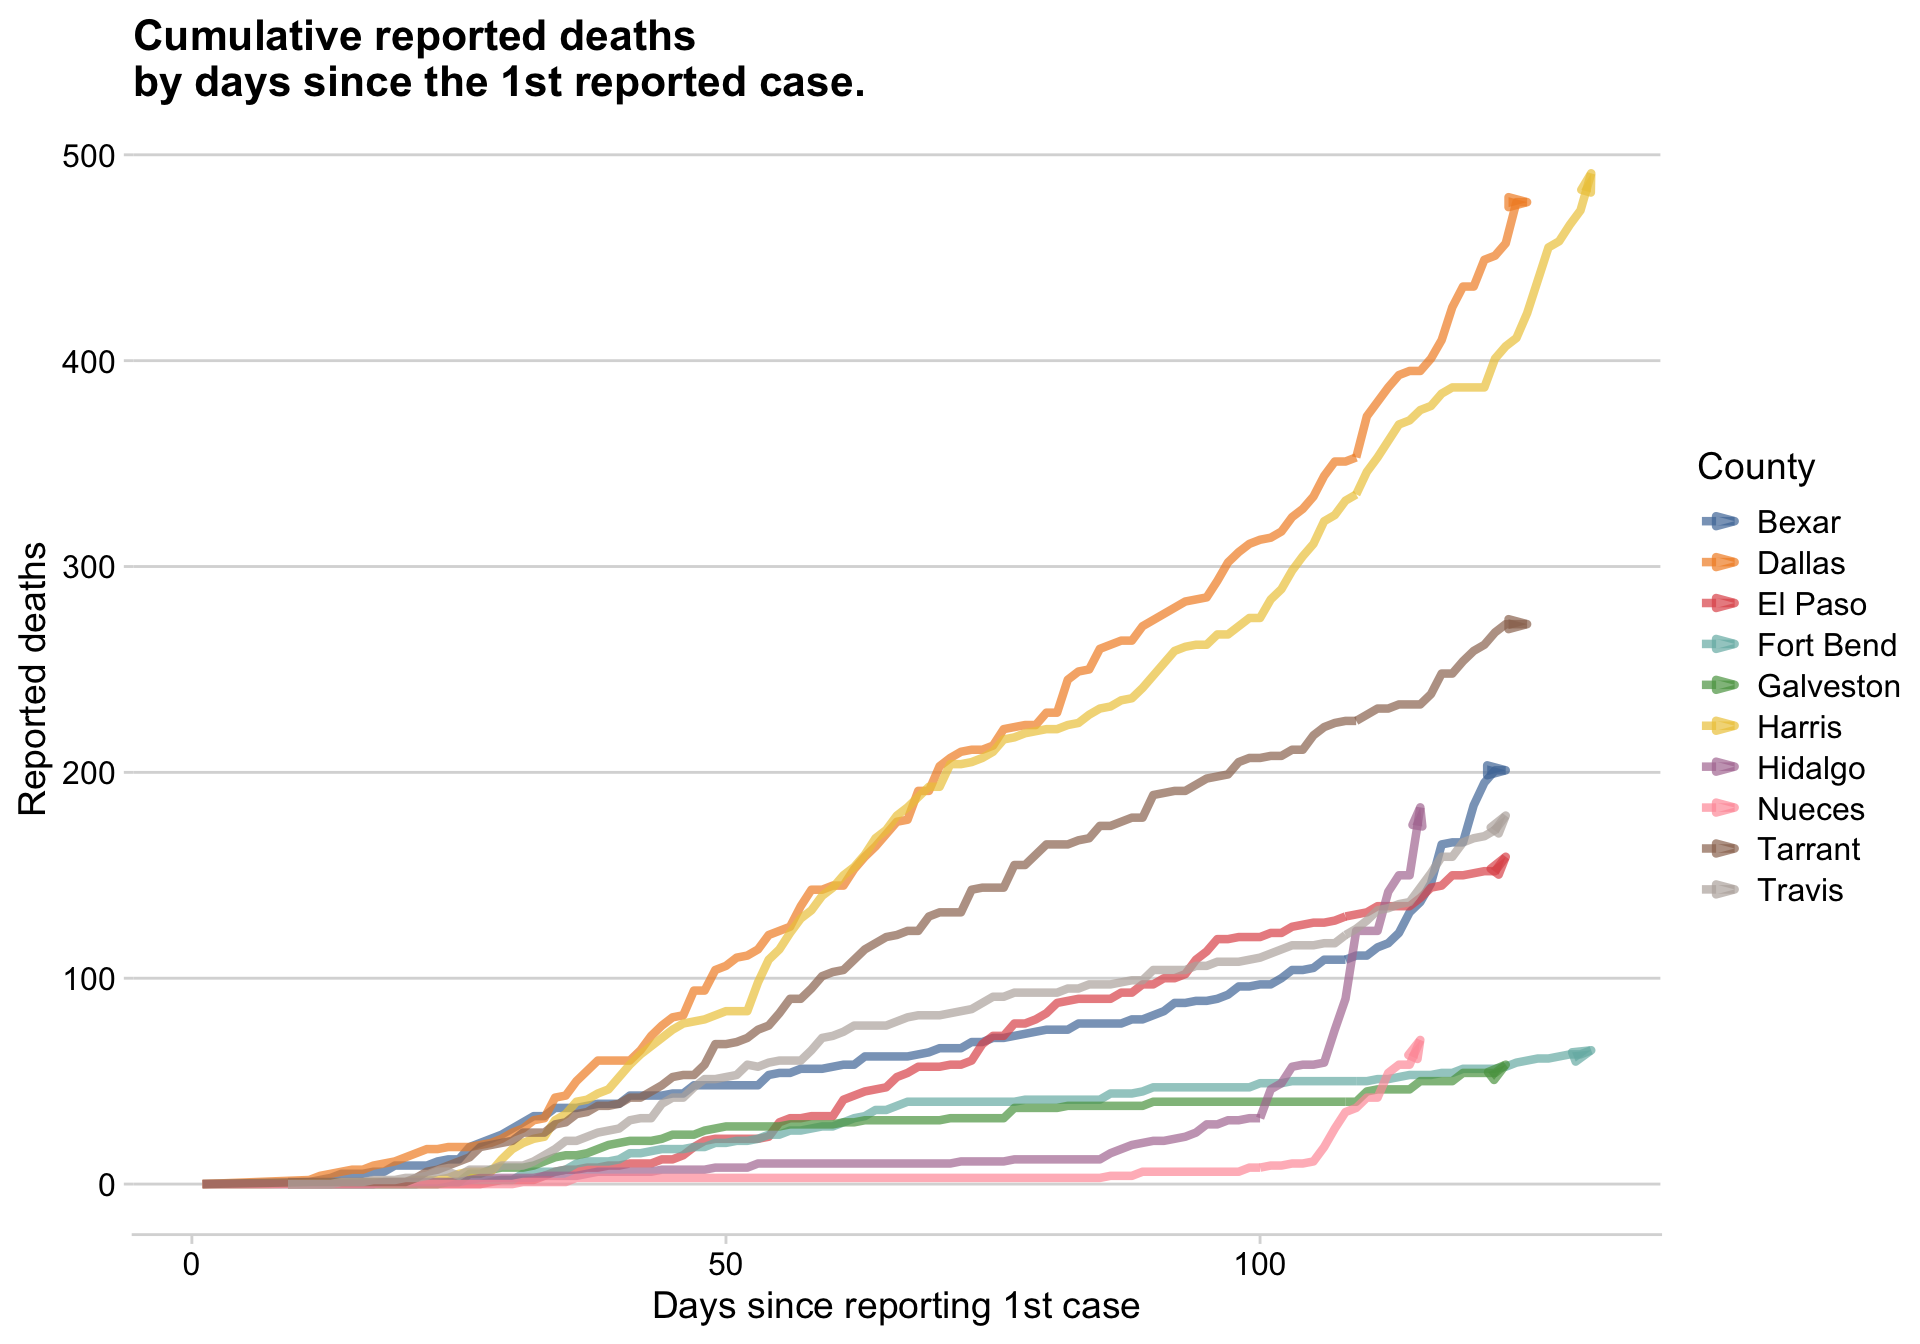 Cumulative reported deaths
by days since the 1st reported case.
500
400
300
200
100
0
Reported deaths
0 50 100
Days since reporting 1st case
County
Bexar
Dallas
El Paso
Fort Bend
Galveston
Harris
Hidalgo
Nueces
Tarrant
Travis